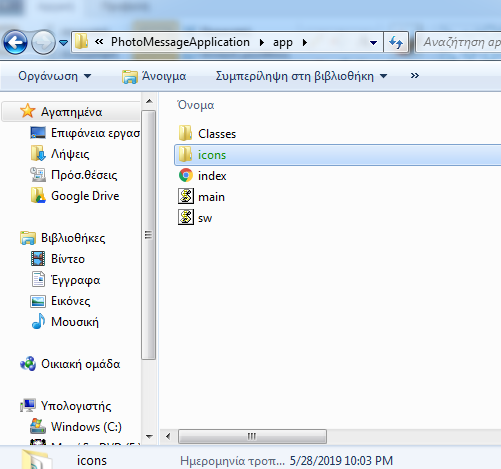 PhotoMessageApplication ▸ app ▸
Αναζήτηση
Οργάνωση Άνοιγμα Συμπερίληψη στη βιβλιοθήκη »
Αγαπημένα
Επιφάνεια εργασ
Λήψεις
Πρόσ.θέσεις
Google Drive
Βιβλιοθήκες
Βίντεο
Έγγραφα
Εικόνες
Μουσική
Οικιακή ομάδα
Υπολογιστής
Windows (C:)
Όνομα
Classes
icons
index
main
sw
icons Ημερομηνία τροπ... 5/28/2019 10:03 PM